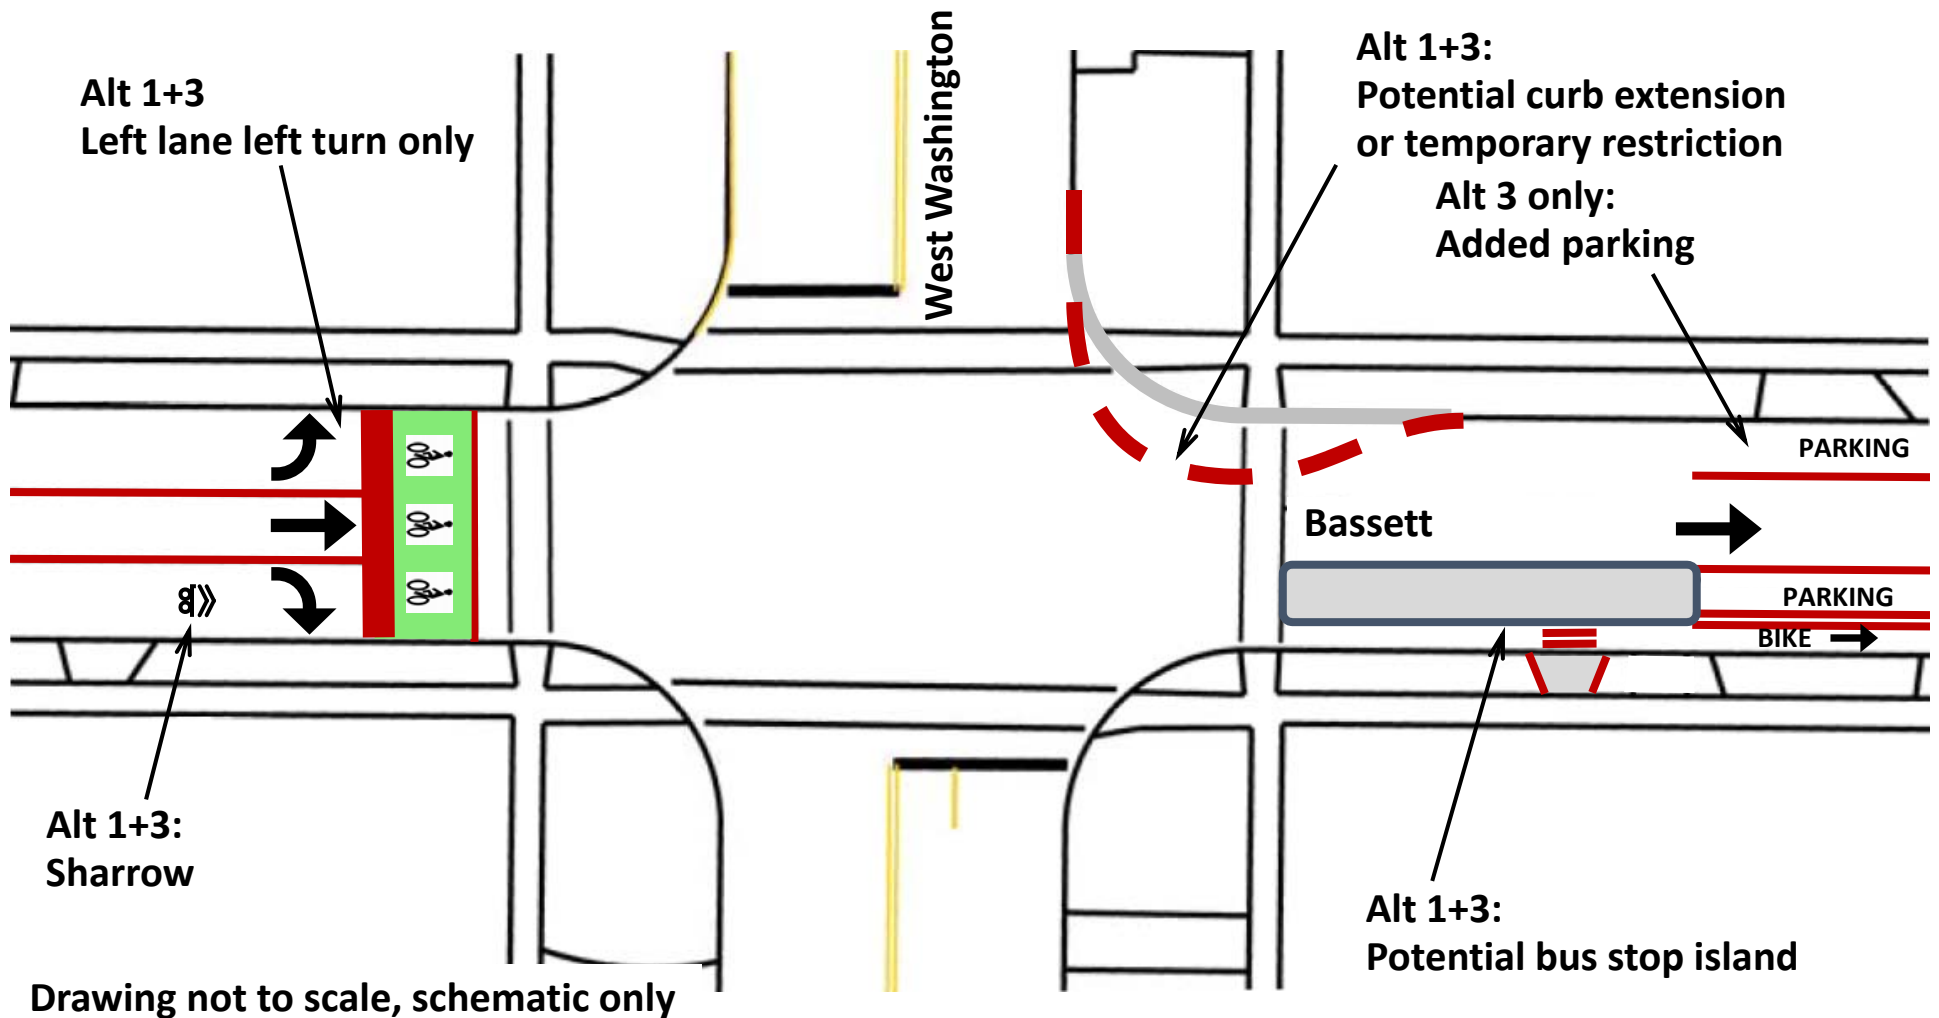 Alt 1+3
Left lane left turn only
West Washington
Alt 1+3:
Potential curb extension
or temporary restriction
Alt 3 only:
Added parking
PARKING
Bassett
PARKING
BIKE
Alt 1+3:
Sharrow
Alt 1+3:
Potential bus stop island
Drawing not to scale, schematic only